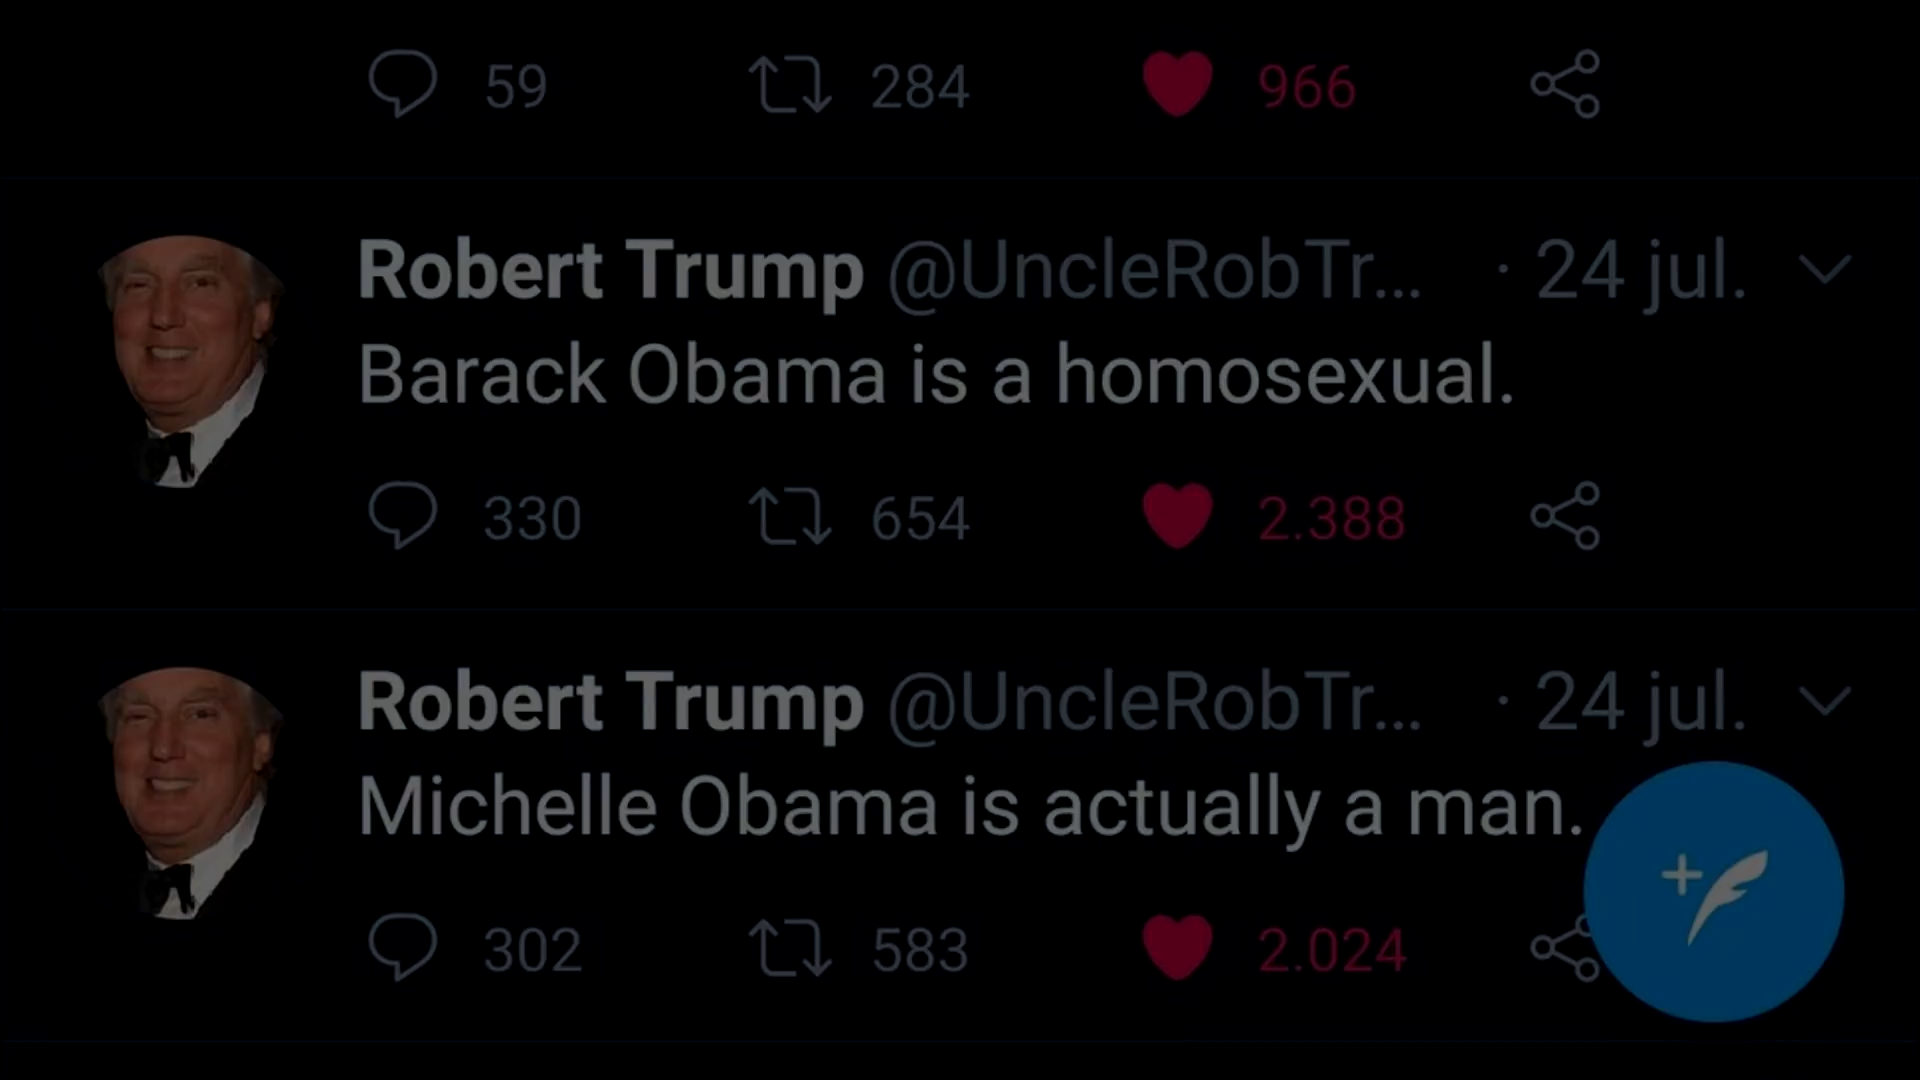 59 284 966
Robert Trump @UncleRobTr... · 24 jul.
Barack Obama is a homosexual.
330 654 2.388
Robert Trump @UncleRobTr... · 24 jul.
Michelle Obama is actually a man.
302 583 2.024